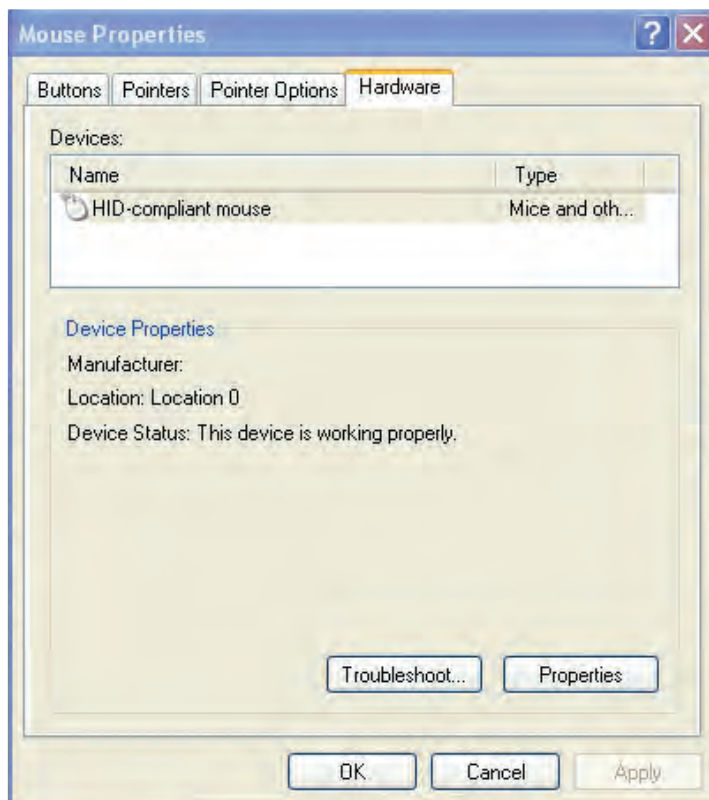 Mouse Properties
?
Buttons Pointers Pointer Options Hardware
Devices:
Name Type
HID-compliant mouse Mice and oth...
Device Properties
Manufacturer:
Location: Location 0
Device Status: This device is working properly.
Troubleshoot... Properties
OK Cancel Apply